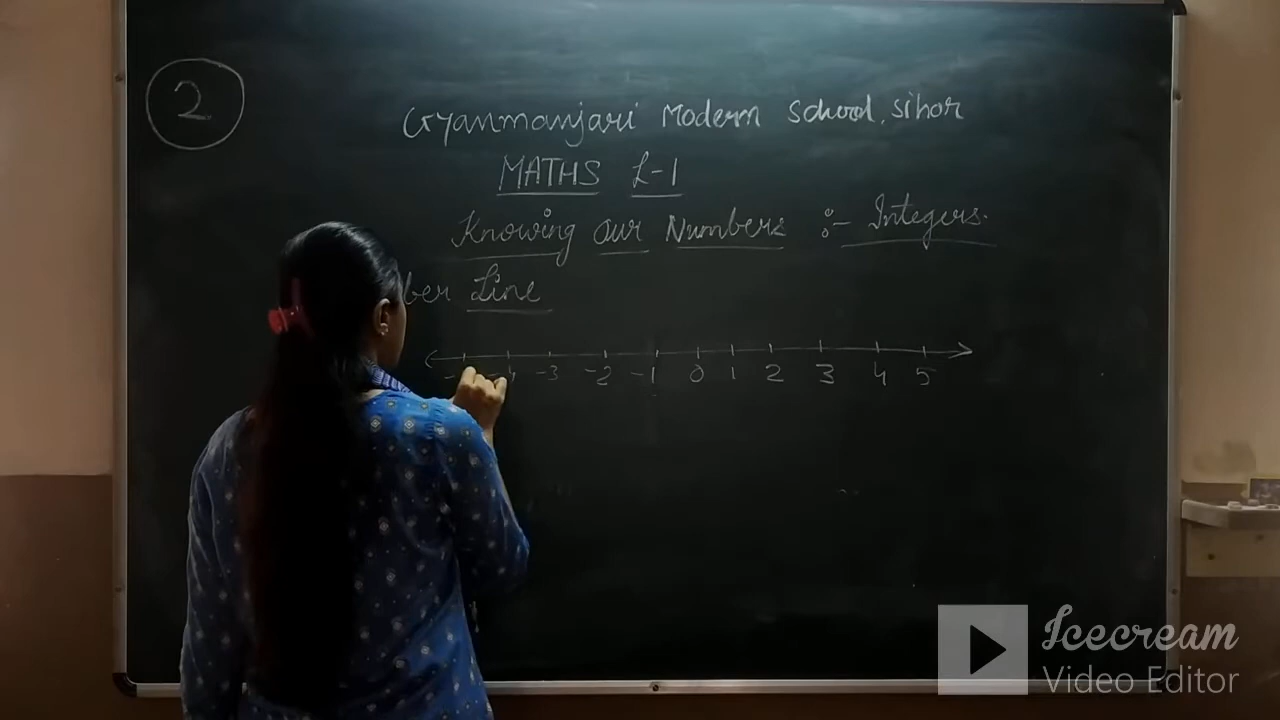 2
Gyanmanjari Modern School, Sihor
MATHS L-1
Knowing Our Numbers :- Integers.
ber Line
-4 -3 -2 -1 0 1 2 3 4 5
Icecream
Video Editor